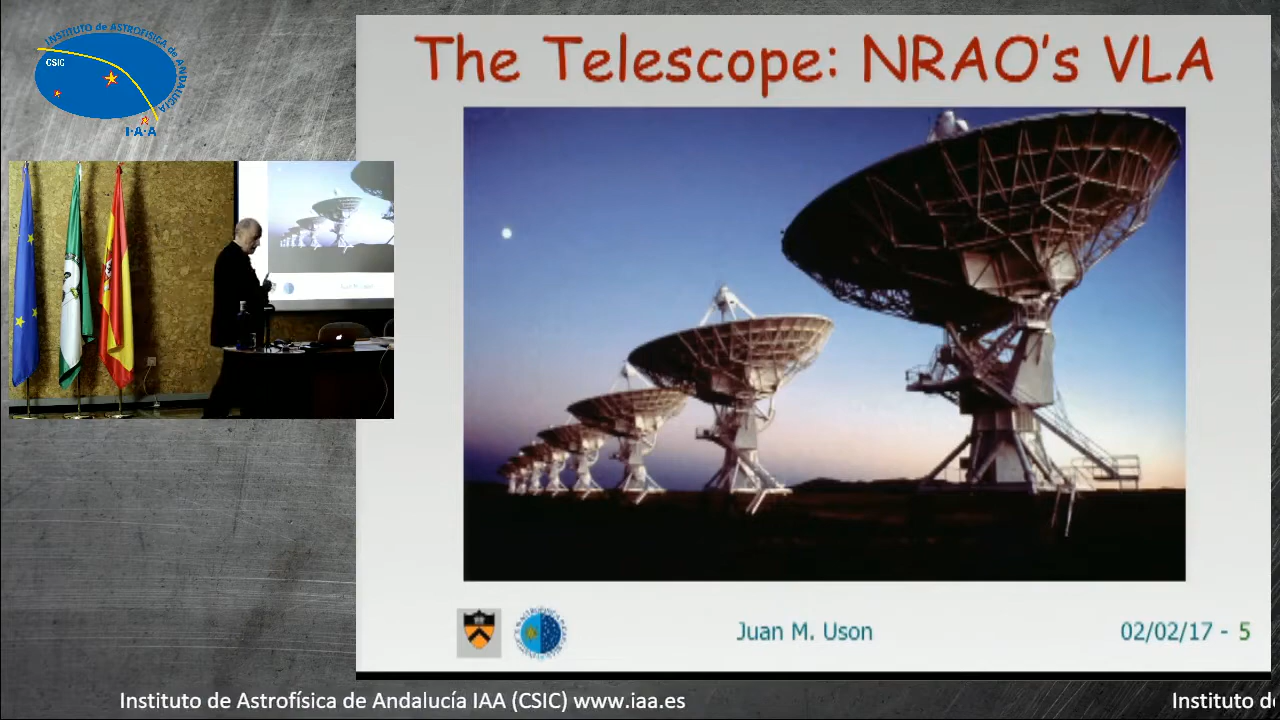 INSTITUTO de ASTROFÍSICA de ANDALUCÍA
CSIC
I·A·A
The Telescope: NRAO's VLA
Juan M. Uson
02/02/17 - 5
Instituto de Astrofísica de Andalucía IAA (CSIC) www.iaa.es
Instituto de